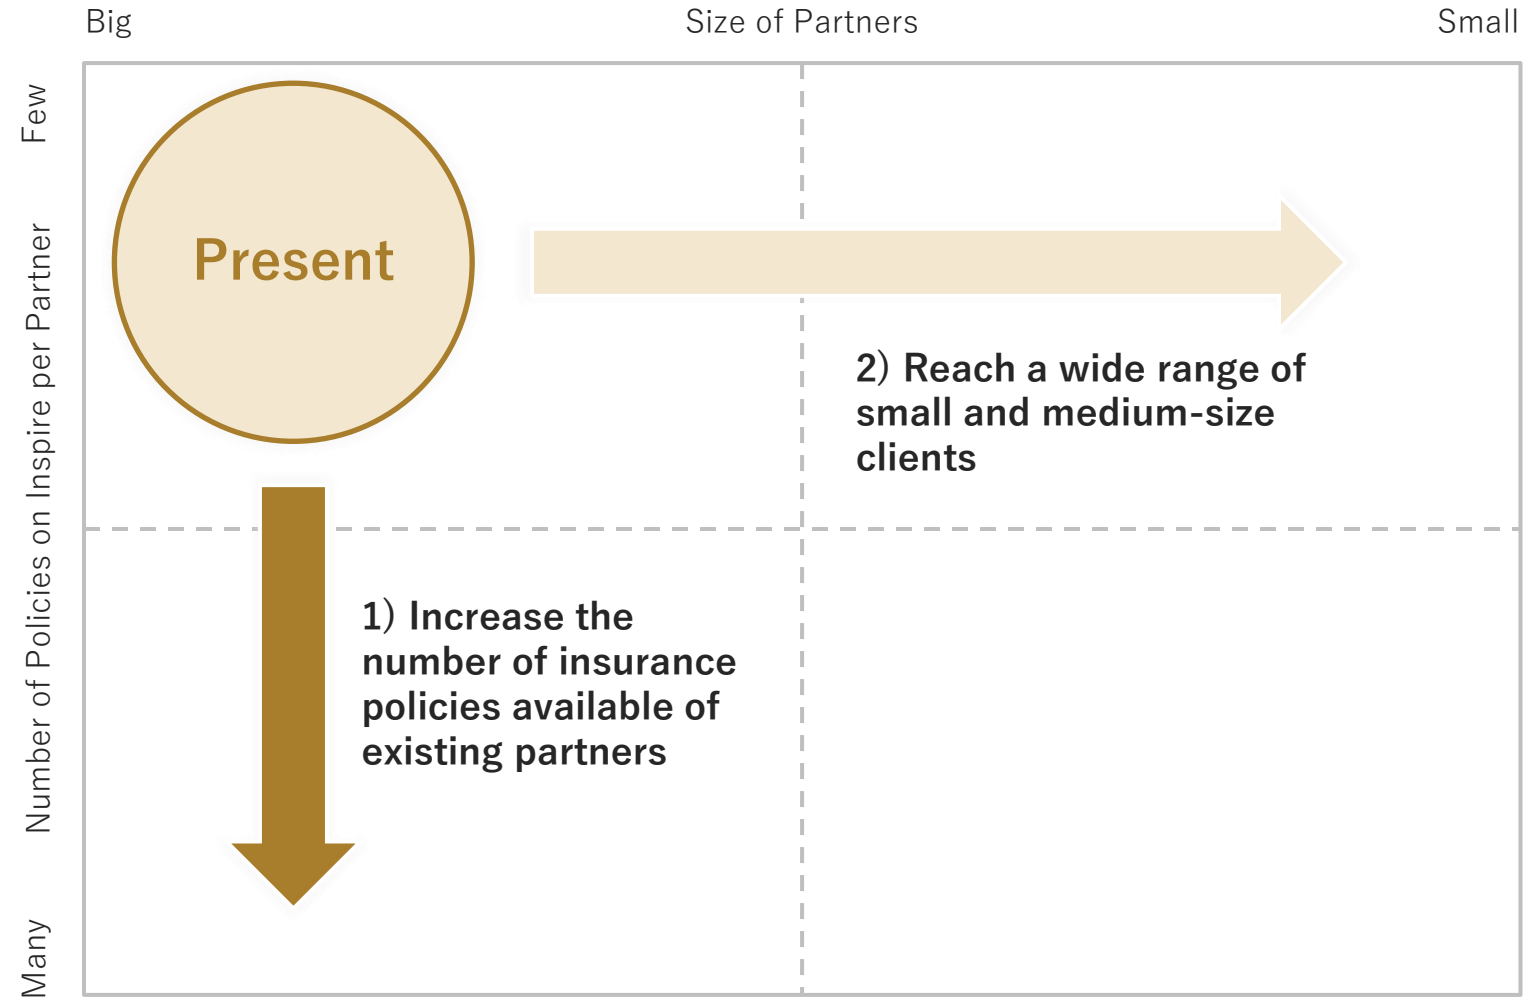 Big
Size of Partners
Small
Few
Number of Policies on Inspire per Partner
Many
Present
2) Reach a wide range of
small and medium-size
clients
1) Increase the
number of insurance
policies available of
existing partners